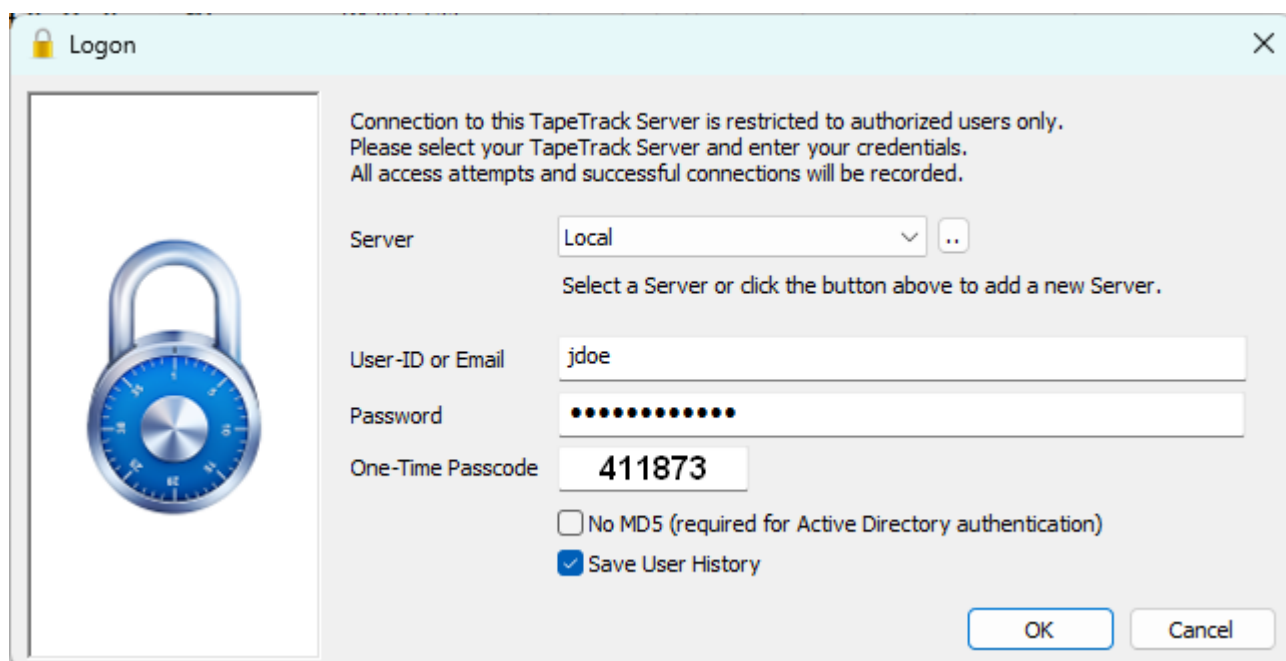 Logon
Connection to this TapeTrack Server is restricted to authorized users only.
Please select your TapeTrack Server and enter your credentials.
All access attempts and successful connections will be recorded.
Server Local ..
Select a Server or click the button above to add a new Server.
User-ID or Email jdoe
Password ••••••••••••
One-Time Passcode 411873
No MD5 (required for Active Directory authentication)
Save User History
OK Cancel